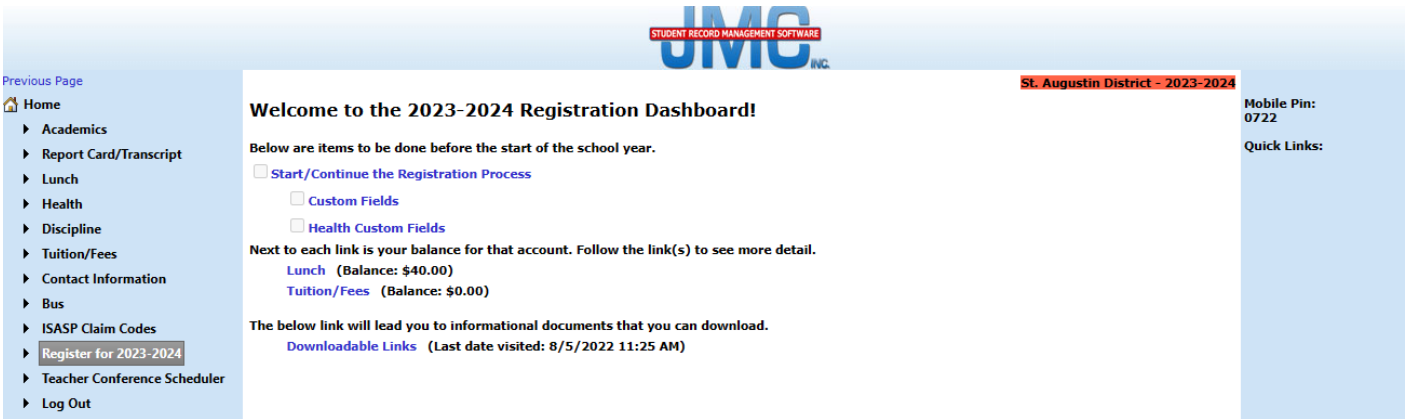 STUDENT RECORD MANAGEMENT SOFTWARE
JMC
INC.
Previous Page
Home
Academics
Report Card/Transcript
Lunch
Health
Discipline
Tuition/Fees
Contact Information
Bus
ISASP Claim Codes
Register for 2023-2024
Teacher Conference Scheduler
Log Out
St. Augustin District - 2023-2024
Welcome to the 2023-2024 Registration Dashboard!
Below are items to be done before the start of the school year.
Start/Continue the Registration Process
Custom Fields
Health Custom Fields
Next to each link is your balance for that account. Follow the link(s) to see more detail.
Lunch (Balance: $40.00)
Tuition/Fees (Balance: $0.00)
The below link will lead you to informational documents that you can download.
Downloadable Links (Last date visited: 8/5/2022 11:25 AM)
Mobile Pin:
0722
Quick Links: